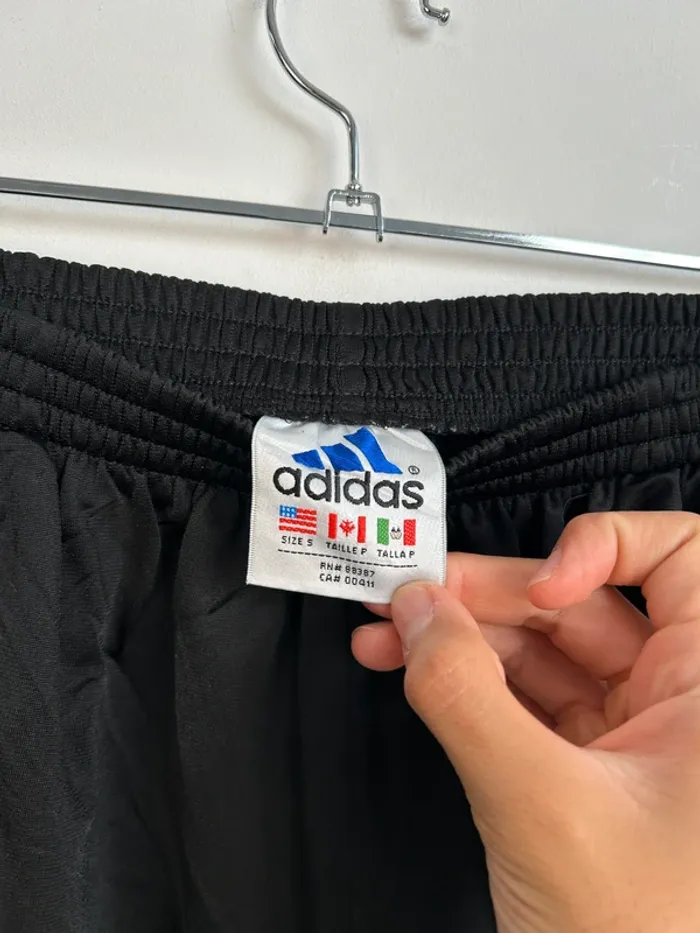 adidas®
SIZE S TAILLE P TALLA P
RN# 88387
CA# 00411